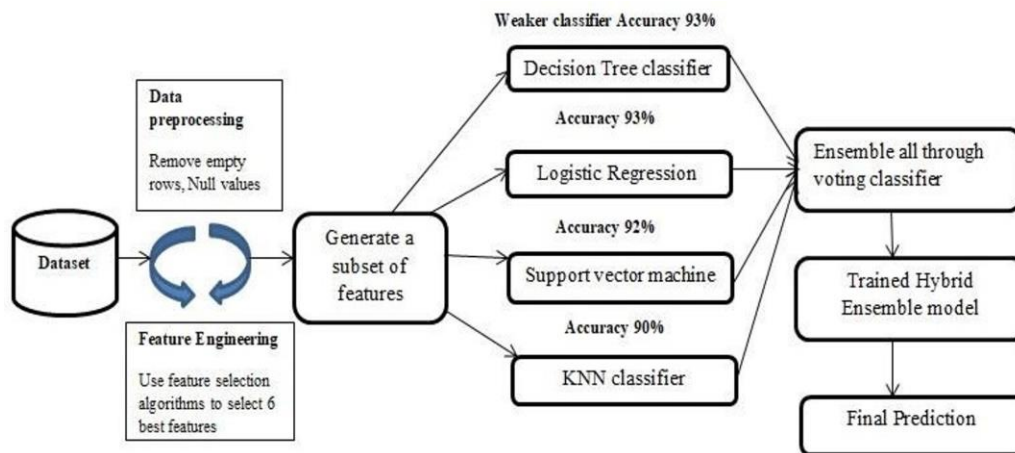 Weaker classifier Accuracy 93%
Decision Tree classifier
Data
preprocessing
Remove empty
rows, Null values
Accuracy 93%
Logistic Regression
Ensemble all through
voting classifier
Dataset
Generate a
subset of
features
Accuracy 92%
Support vector machine
Trained Hybrid
Ensemble model
Feature Engineering
Use feature selection
algorithms to select 6
best features
Accuracy 90%
KNN classifier
Final Prediction